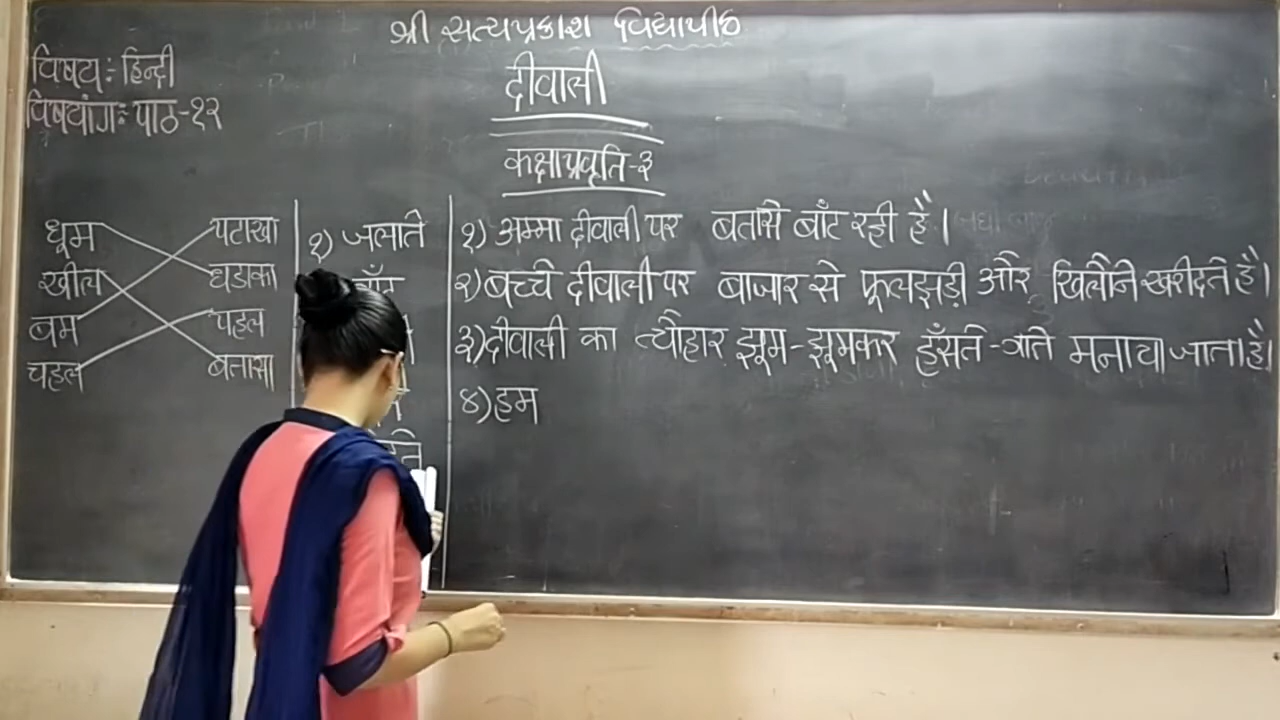 श्री सत्यप्रकाश विद्यापीठ
विषय:- हिन्दी
विषयांग:- पाठ-१२
दीवाली
कक्षाप्रवृति-३
धूम पटाखा
खील धडाका
बम पहल
चहल बतासा
१) जलाते
१) अम्मा दीवाली पर बतासे बाँट रही है।
२) बच्चे दीवाली पर बाजार से फूलझड़ी और खिलौने खरीदते है।
३) दीवाली का त्यौहार झूम-झूमकर हँसते-गाते मनाया जाता है।
४) हम